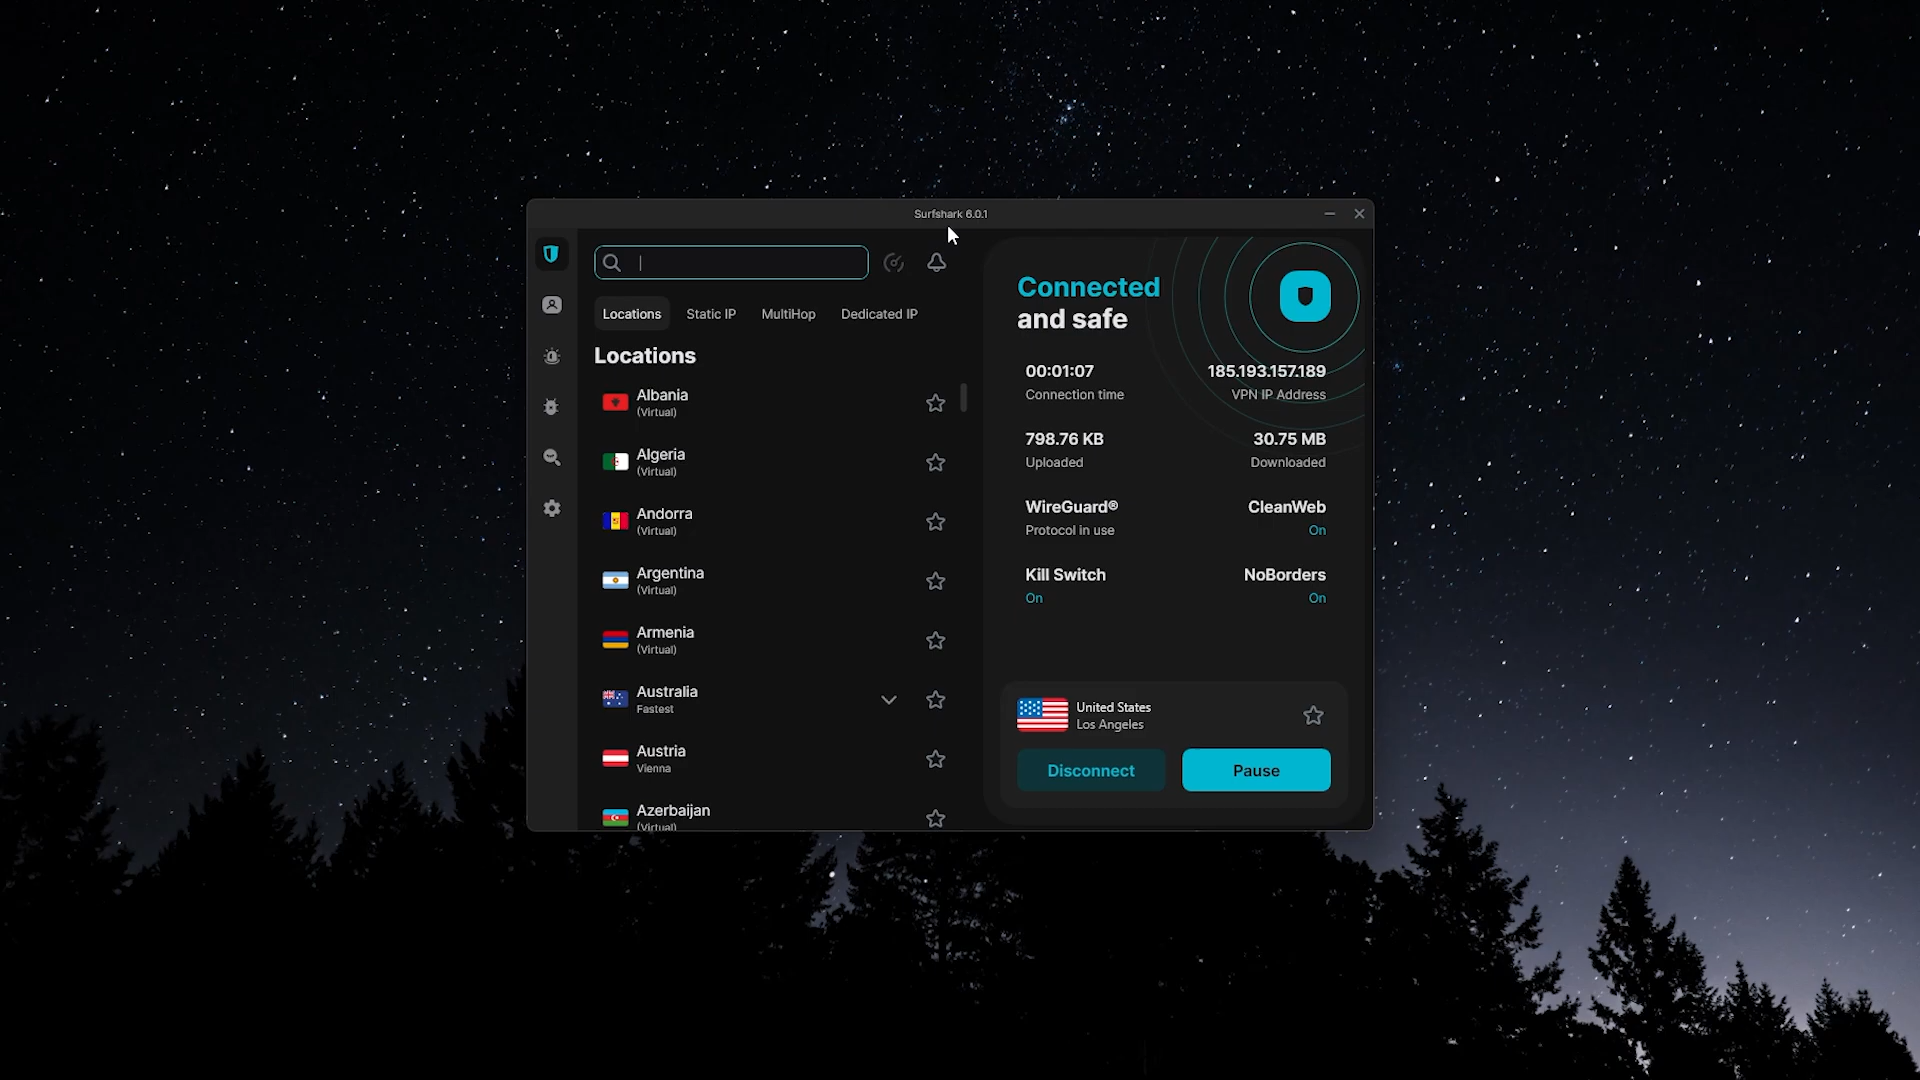 Surfshark 6.0.1
Locations
Static IP
MultiHop
Dedicated IP
Locations
Albania
(Virtual)
Algeria
(Virtual)
Andorra
(Virtual)
Argentina
(Virtual)
Armenia
(Virtual)
Australia
Fastest
Austria
Vienna
Azerbaijan
(Virtual)
Connected
and safe
00:01:07
Connection time
185.193.157.189
VPN IP Address
798.76 KB
Uploaded
30.75 MB
Downloaded
WireGuard®
Protocol in use
CleanWeb
On
Kill Switch
On
NoBorders
On
United States
Los Angeles
Disconnect
Pause